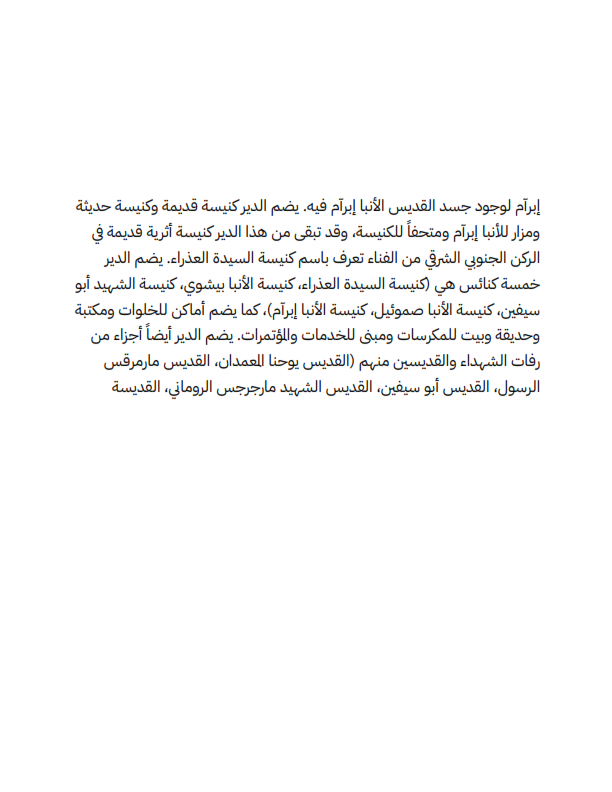 إبرآم لوجود جسد القديس الأنبا إبرآم فيه. يضم الدير كنيسة قديمة وكنيسة حديثة
ومزار للأنبا إبرآم ومتحفاً للكنيسة، وقد تبقى من هذا الدير كنيسة أثرية قديمة في
الركن الجنوبي الشرقي من الفناء تعرف باسم كنيسة السيدة العذراء. يضم الدير
خمسة كنائس هي (كنيسة السيدة العذراء، كنيسة الأنبا بيشوي، كنيسة الشهيد أبو
سيفين، كنيسة الأنبا صموئيل، كنيسة الأنبا إبرآم)، كما يضم أماكن للخلوات ومكتبة
وحديقة وبيت للمكرسات ومبنى للخدمات والمؤتمرات. يضم الدير أيضاً أجزاء من
رفات الشهداء والقديسين منهم (القديس يوحنا المعمدان، القديس مارمرقس
الرسول، القديس أبو سيفين، القديس الشهيد مارجرجس الروماني، القديسة